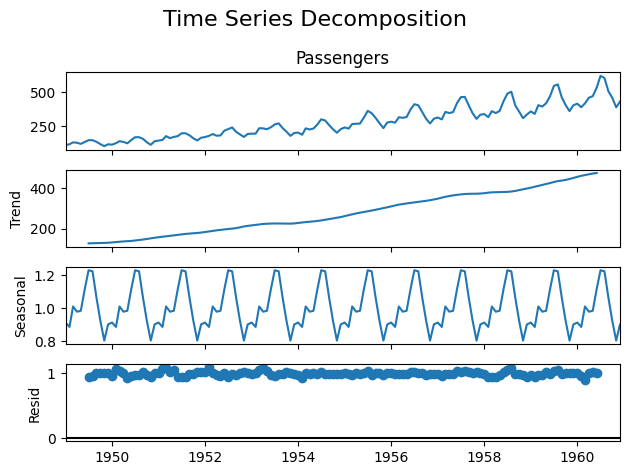 Time Series Decomposition
Passengers
500
250
Trend
400
200
Seasonal
1.2
1.0
0.8
Resid
1
0
1950 1952 1954 1956 1958 1960